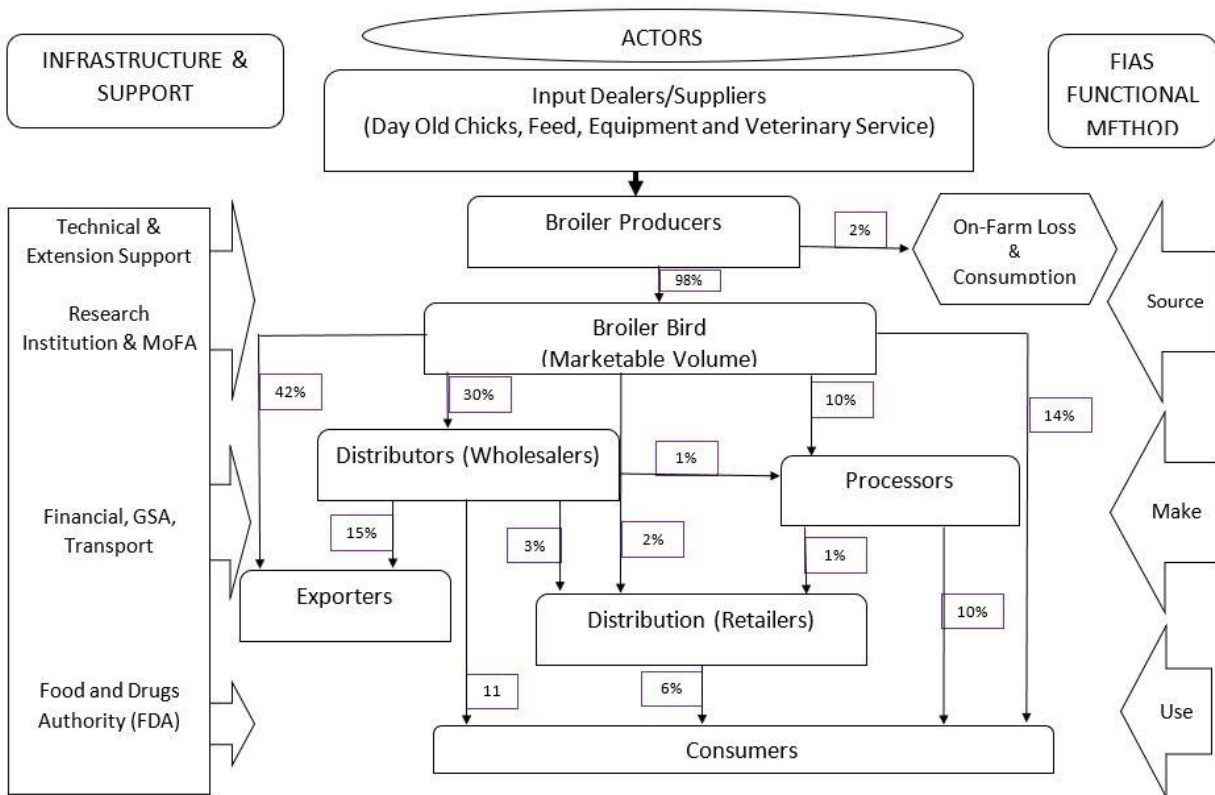 ACTORS
INFRASTRUCTURE &
SUPPORT
FIAS
FUNCTIONAL
METHOD
Input Dealers/Suppliers
(Day Old Chicks, Feed, Equipment and Veterinary Service)
Technical &
Extension Support
Research
Institution & MoFA
Financial, GSA,
Transport
Food and Drugs
Authority (FDA)
Broiler Producers
2%
On-Farm Loss
&
Consumption
98%
Source
Broiler Bird
(Marketable Volume)
42%
30%
10%
14%
Distributors (Wholesalers)
1%
Processors
Make
15%
3%
2%
1%
Exporters
Distribution (Retailers)
10%
11
6%
Use
Consumers